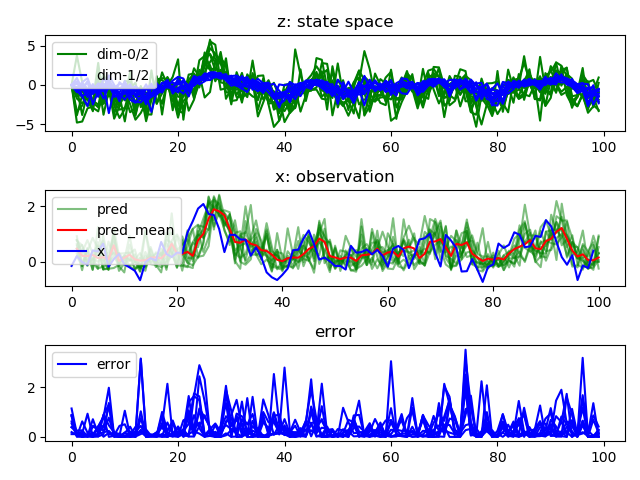 z: state space
5
0
−5
dim-0/2
dim-1/2
0 20 40 60 80 100
x: observation
2
0
pred
pred_mean
x
0 20 40 60 80 100
error
2
0
error
0 20 40 60 80 100